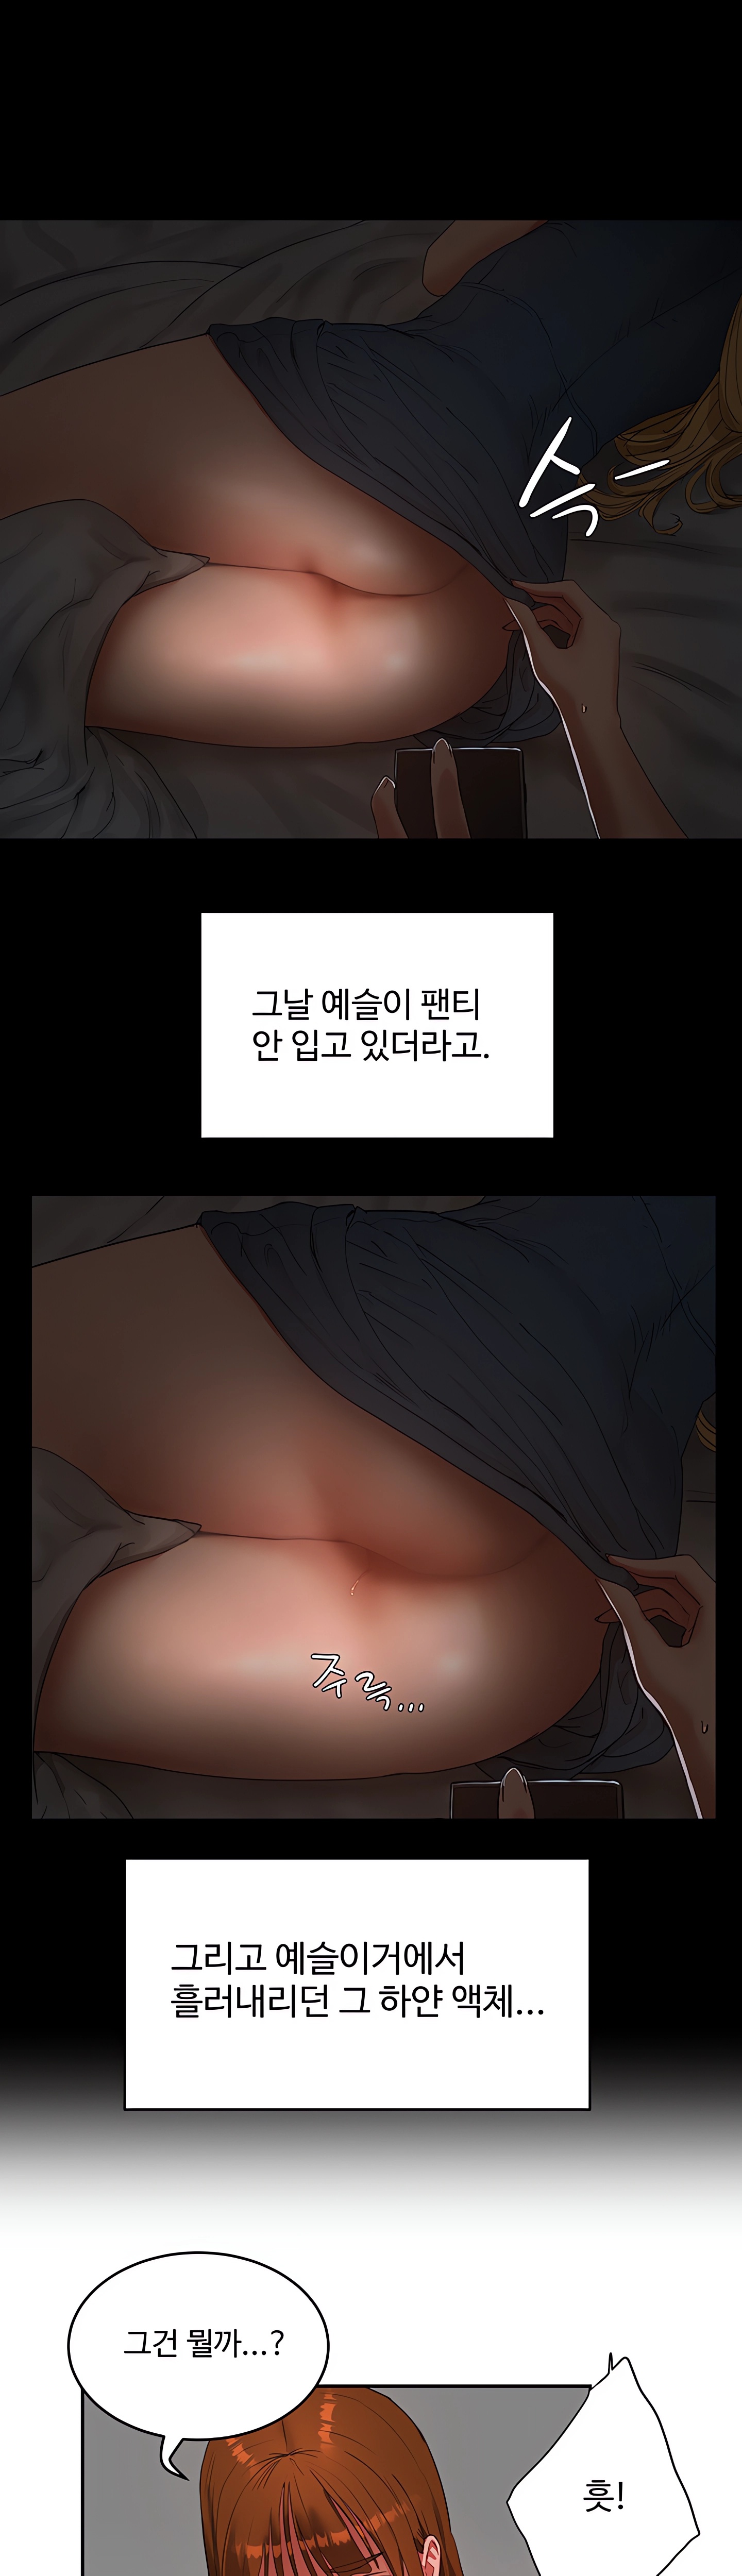 스윽
그날 예슬이 팬티
안 입고 있더라고.
주륵...
그리고 예슬이거에서
흘러내리던 그 하얀 액체...
그건 뭘까...?
흣!